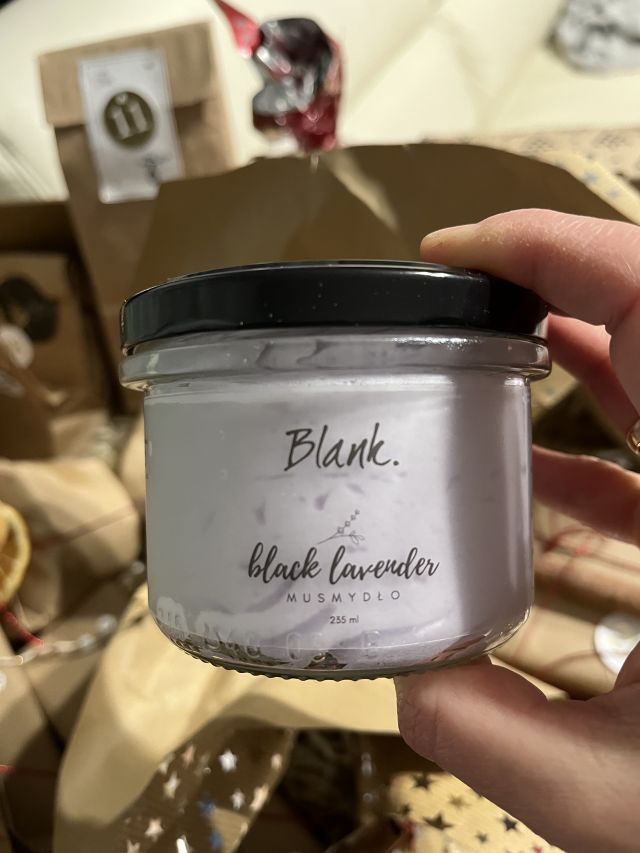 Blank.
black lavender
MUSMYDŁO
235 ml